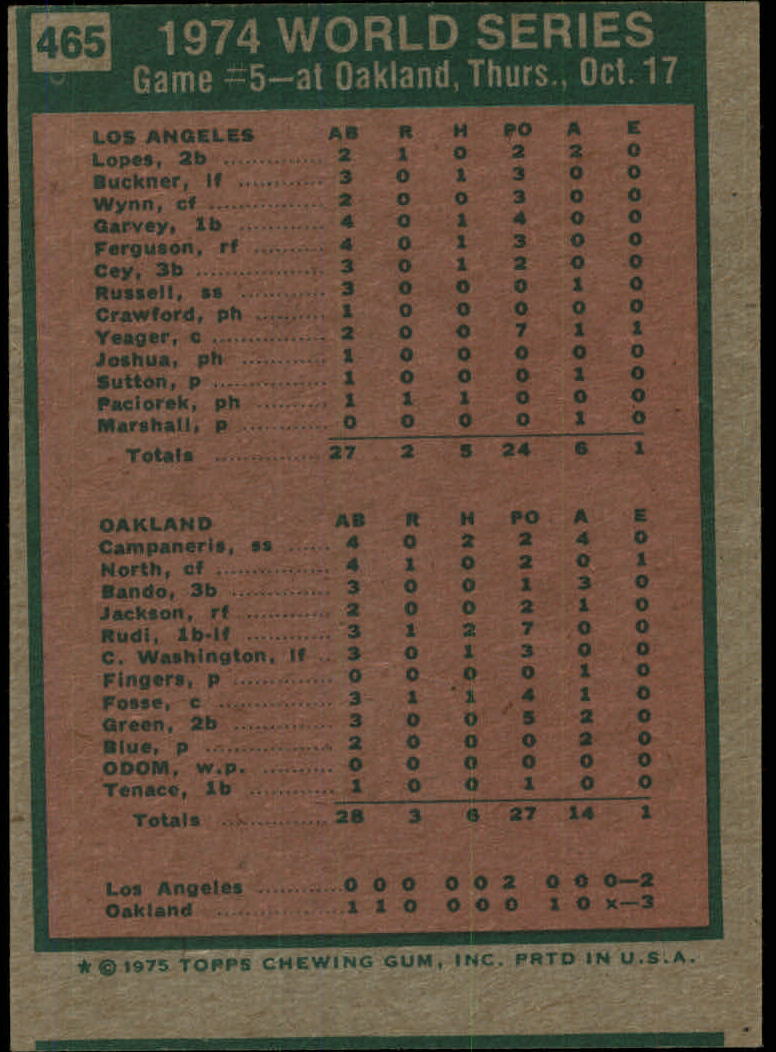 465
1974 WORLD SERIES
Game #5—at Oakland, Thurs., Oct. 17
LOS ANGELES AB R H PO A E
Lopes, 2b .............. 2 1 0 2 2 0
Buckner, lf ............ 3 0 1 3 0 0
Wynn, cf ................ 2 0 0 3 0 0
Garvey, 1b ............. 4 0 1 4 0 0
Ferguson, rf ........... 4 0 1 3 0 0
Cey, 3b .................. 3 0 1 2 0 0
Russell, ss ............ 3 0 0 0 1 0
Crawford, ph .......... 1 0 0 0 0 0
Yeager, c ............... 2 0 0 7 1 1
Joshua, ph ............. 1 0 0 0 0 0
Sutton, p ................ 1 0 0 0 1 0
Paciorek, ph .......... 1 1 1 0 0 0
Marshall, p ............ 0 0 0 0 1 0
Totals ............... 27 2 5 24 6 1
OAKLAND AB R H PO A E
Campaneris, ss ...... 4 0 2 2 4 0
North, cf ................ 4 1 0 2 0 1
Bando, 3b ............... 3 0 0 1 3 0
Jackson, rf ............. 2 0 0 2 1 0
Rudi, 1b-lf ............. 3 1 2 7 0 0
C. Washington, lf .. 3 0 1 3 0 0
Fingers, p .............. 0 0 0 0 1 0
Fosse, c ................. 3 1 1 4 1 0
Green, 2b ............... 3 0 0 5 2 0
Blue, p ................... 2 0 0 0 2 0
ODOM, w.p. ............ 0 0 0 0 0 0
Tenace, 1b ............. 1 0 0 1 0 0
Totals ............... 28 3 6 27 14 1
Los Angeles ............ 0 0 0 0 0 2 0 0 0—2
Oakland .................. 1 1 0 0 0 0 1 0 x—3
* © 1975 TOPPS CHEWING GUM, INC. PRTD IN U.S.A.